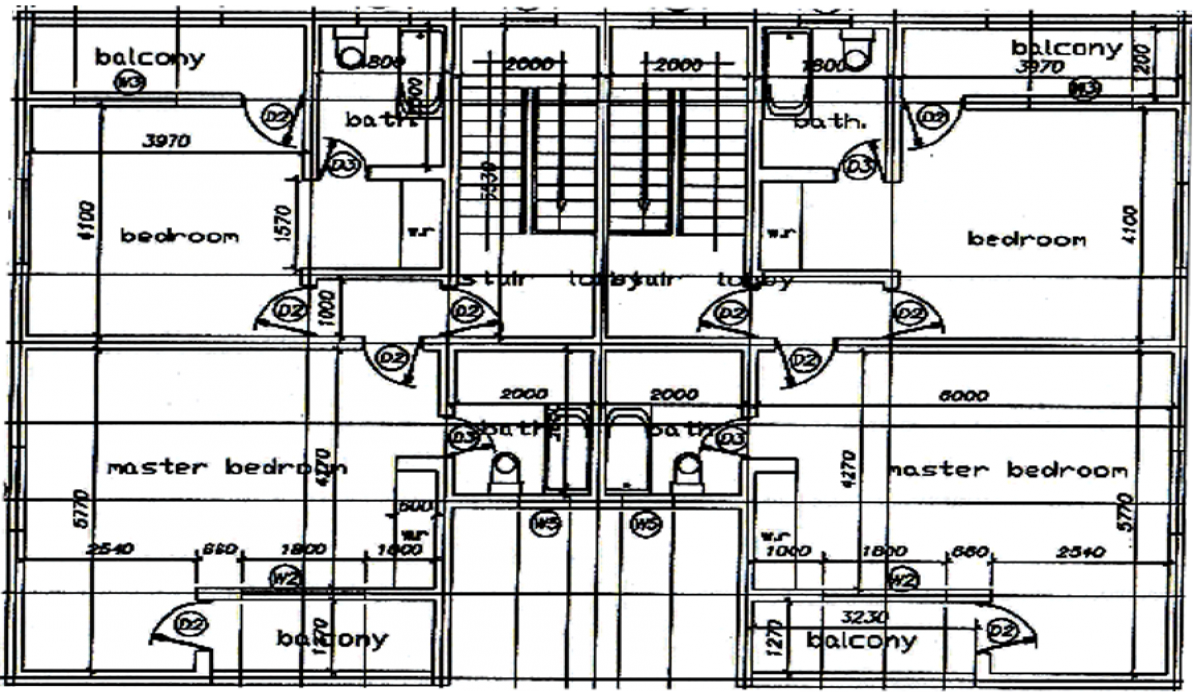 balcony
balcony
W3
1800
2000
2000
1800
3970
1200
W3
D2
bath.
bath.
D2
3970
D3
D3
4100
1570
5530
4100
bedroom
w.r
w.r
bedroom
stair lobby
stair lobby
D2
1000
D2
D2
D2
D2
D2
2000
2000
6000
D3
bath.
bath.
D3
master bedroom
4270
4270
master bedroom
5770
600
5770
W5
W5
w.r
w.r
2540
660
1800
1000
1000
1800
660
2540
W2
W2
D2
balcony
1270
1270
3230
balcony
D2